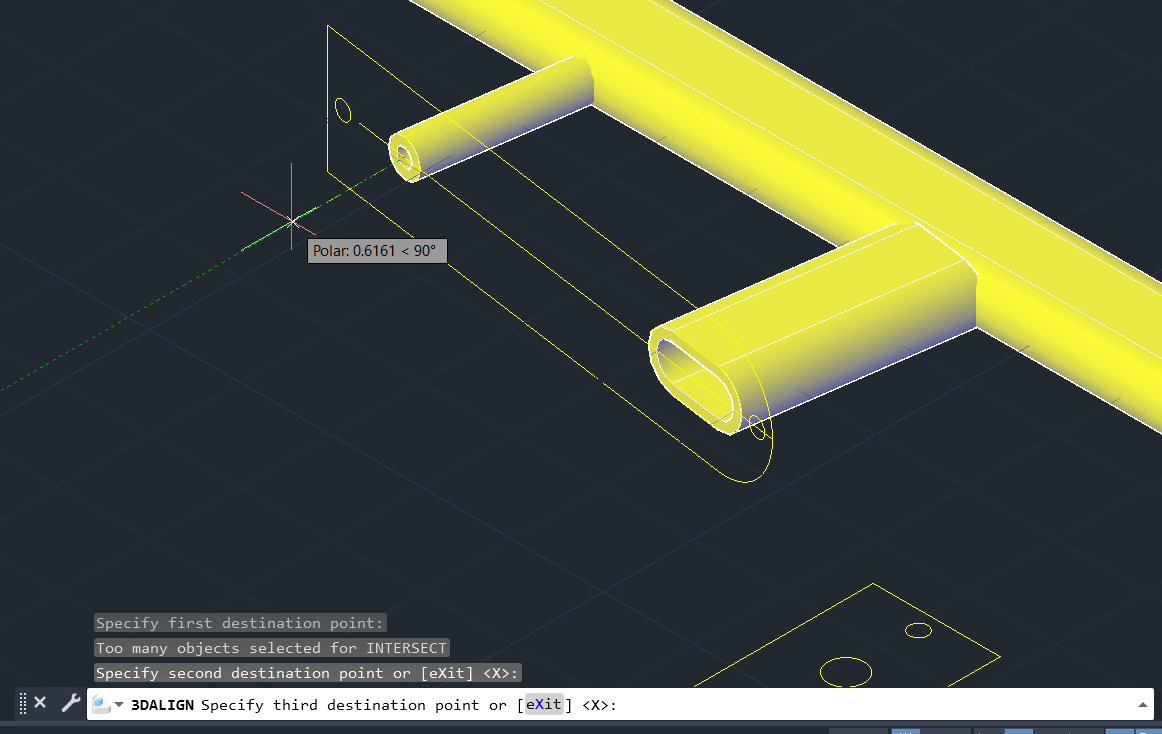 Polar: 0.6161 < 90°
Specify first destination point:
Too many objects selected for INTERSECT
Specify second destination point or [eXit] <X>:
3DALIGN Specify third destination point or [eXit] <X>: